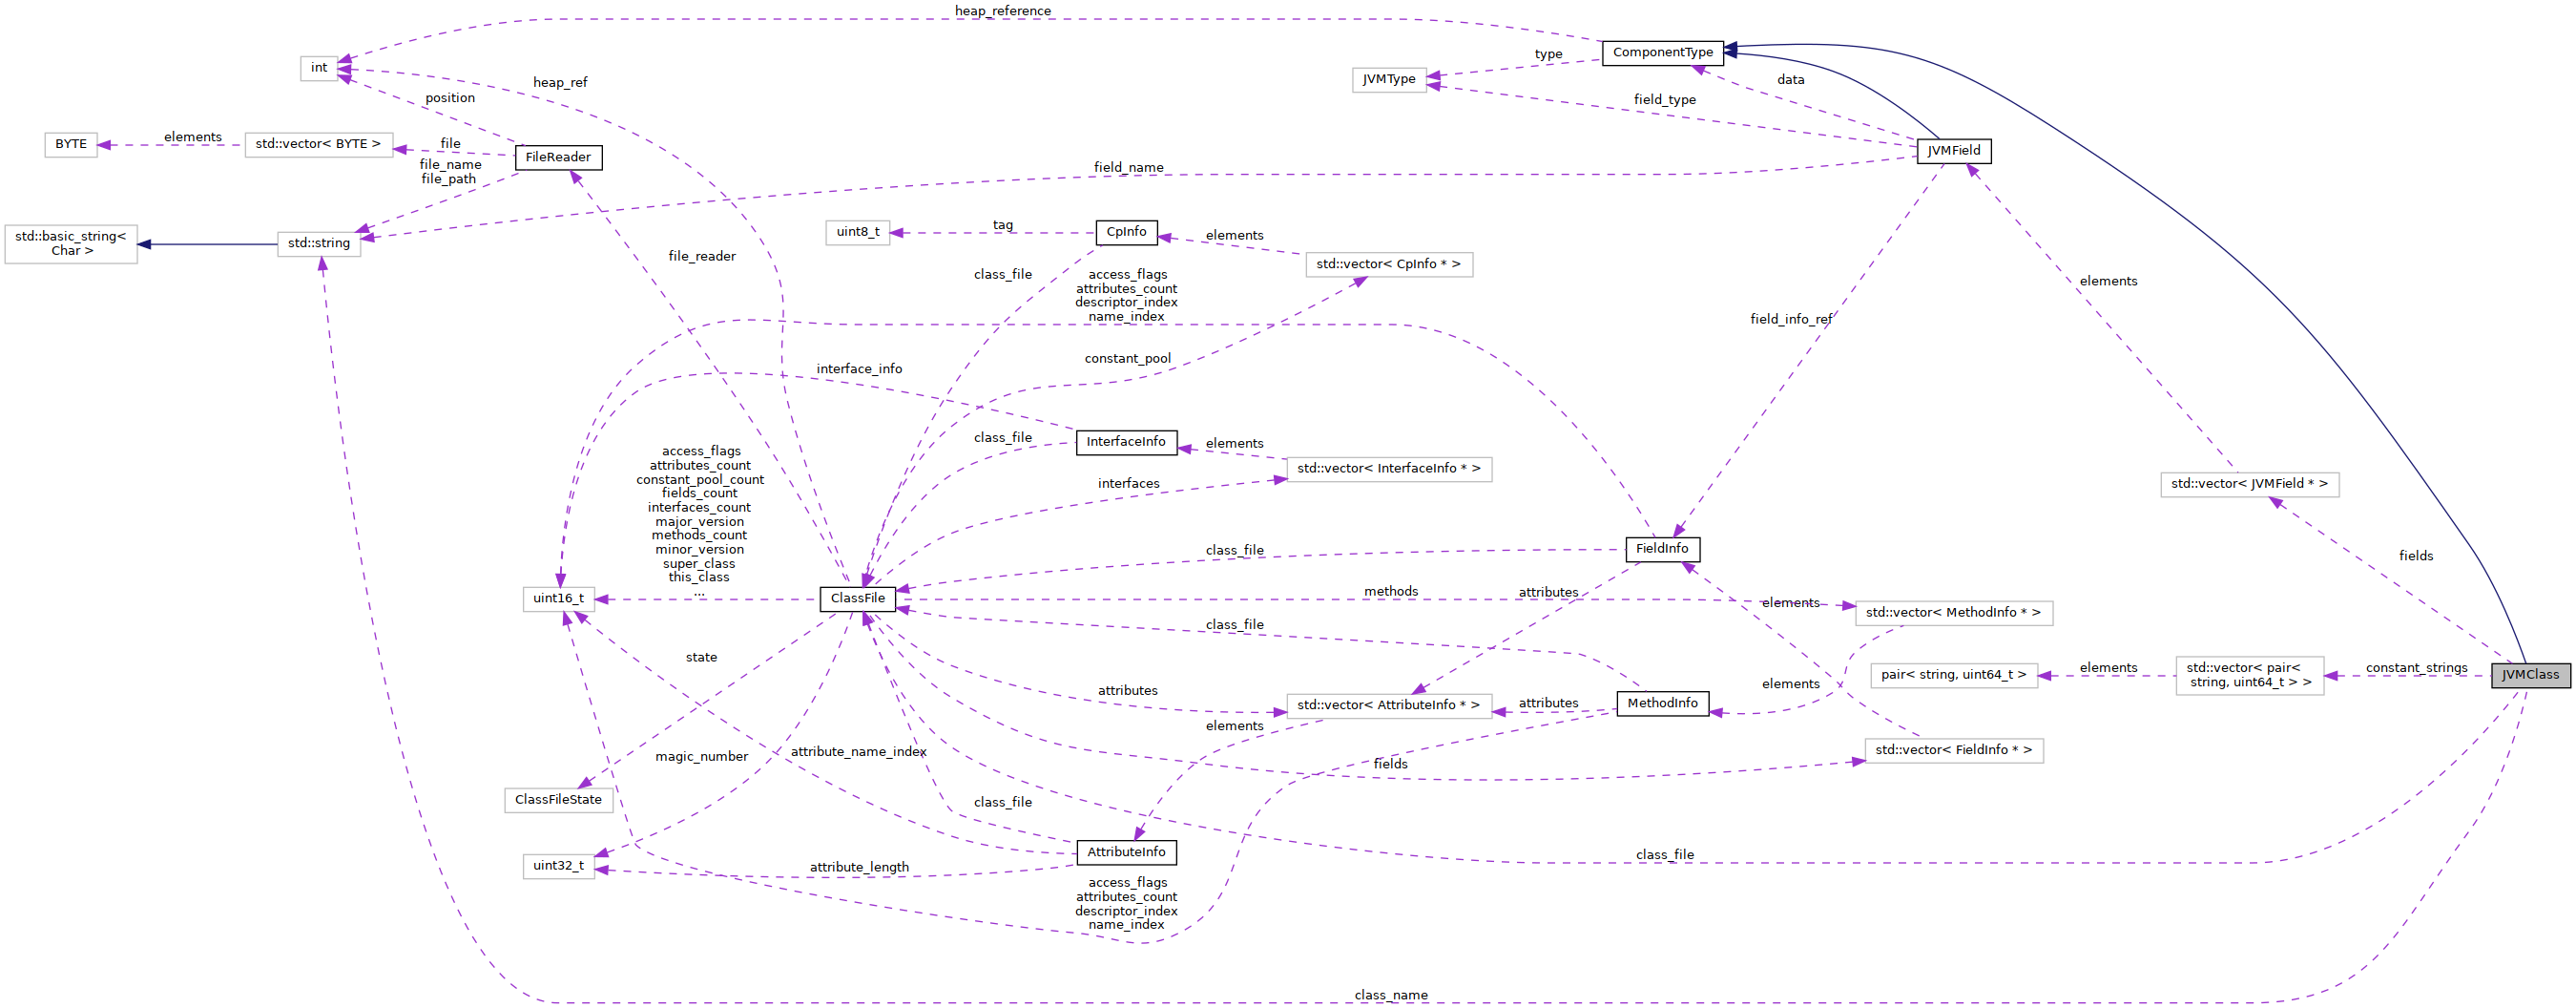 heap_reference
int
ComponentType
type
JVMType
data
heap_ref
position
field_type
BYTE
elements
std::vector< BYTE >
file
FileReader
JVMField
file_name
file_path
field_name
std::basic_string<
Char >
std::string
uint8_t
tag
CpInfo
elements
std::vector< CpInfo * >
file_reader
class_file
access_flags
attributes_count
descriptor_index
name_index
elements
field_info_ref
constant_pool
interface_info
class_file
InterfaceInfo
elements
std::vector< InterfaceInfo * >
interfaces
std::vector< JVMField * >
access_flags
attributes_count
constant_pool_count
fields_count
interfaces_count
major_version
methods_count
minor_version
super_class
this_class
...
class_file
FieldInfo
fields
uint16_t
ClassFile
methods
attributes
elements
std::vector< MethodInfo * >
class_file
state
pair< string, uint64_t >
elements
std::vector< pair<
string, uint64_t > >
constant_strings
JVMClass
attributes
std::vector< AttributeInfo * >
attributes
MethodInfo
elements
elements
magic_number
attribute_name_index
fields
std::vector< FieldInfo * >
ClassFileState
class_file
uint32_t
attribute_length
AttributeInfo
class_file
access_flags
attributes_count
descriptor_index
name_index
class_name